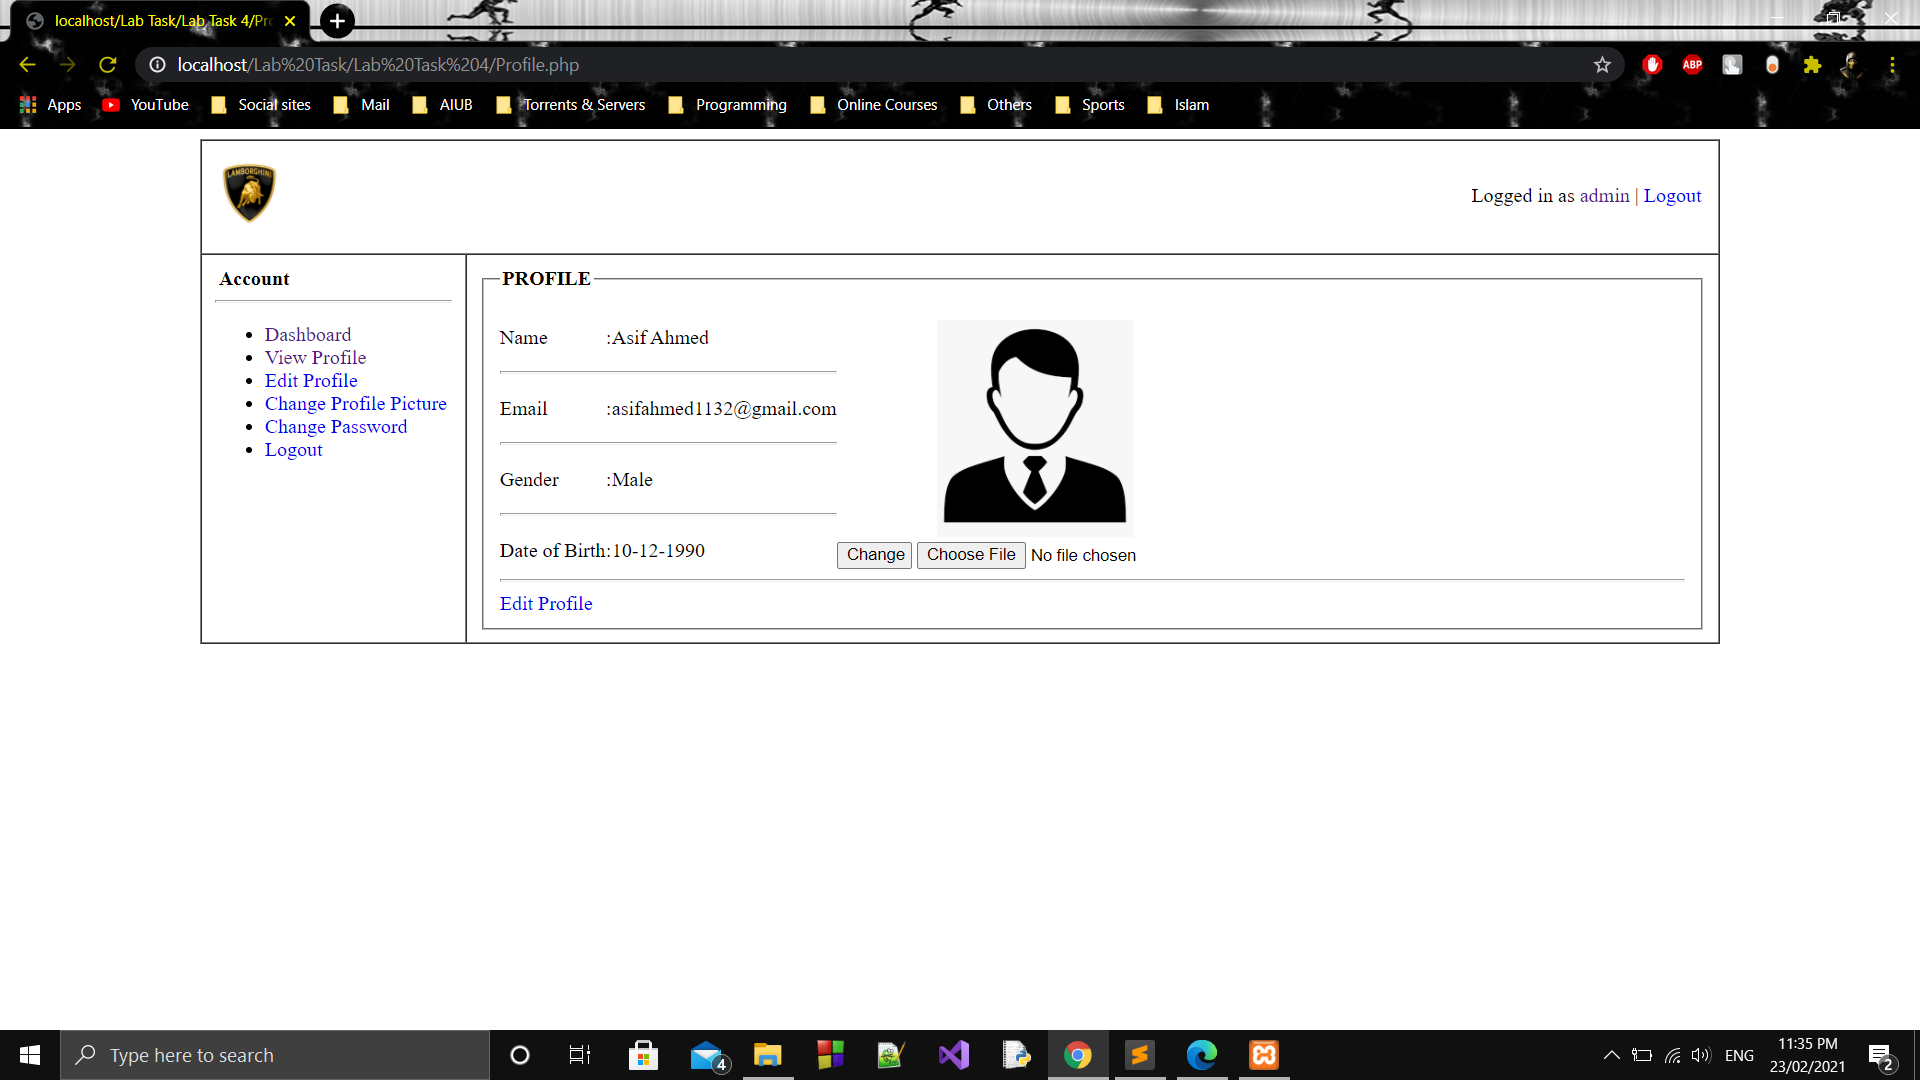 localhost/Lab Task/Lab Task 4/Pro
localhost/Lab%20Task/Lab%20Task%204/Profile.php
ABP
Apps YouTube Social sites Mail AIUB Torrents & Servers Programming Online Courses Others Sports Islam
LAMBORGHINI
Logged in as admin | Logout
Account
Dashboard
View Profile
Edit Profile
Change Profile Picture
Change Password
Logout
PROFILE
Name :Asif Ahmed
Email :asifahmed1132@gmail.com
Gender :Male
Date of Birth:10-12-1990
Change Choose File No file chosen
Edit Profile
Type here to search
4
ENG
11:35 PM
23/02/2021
2